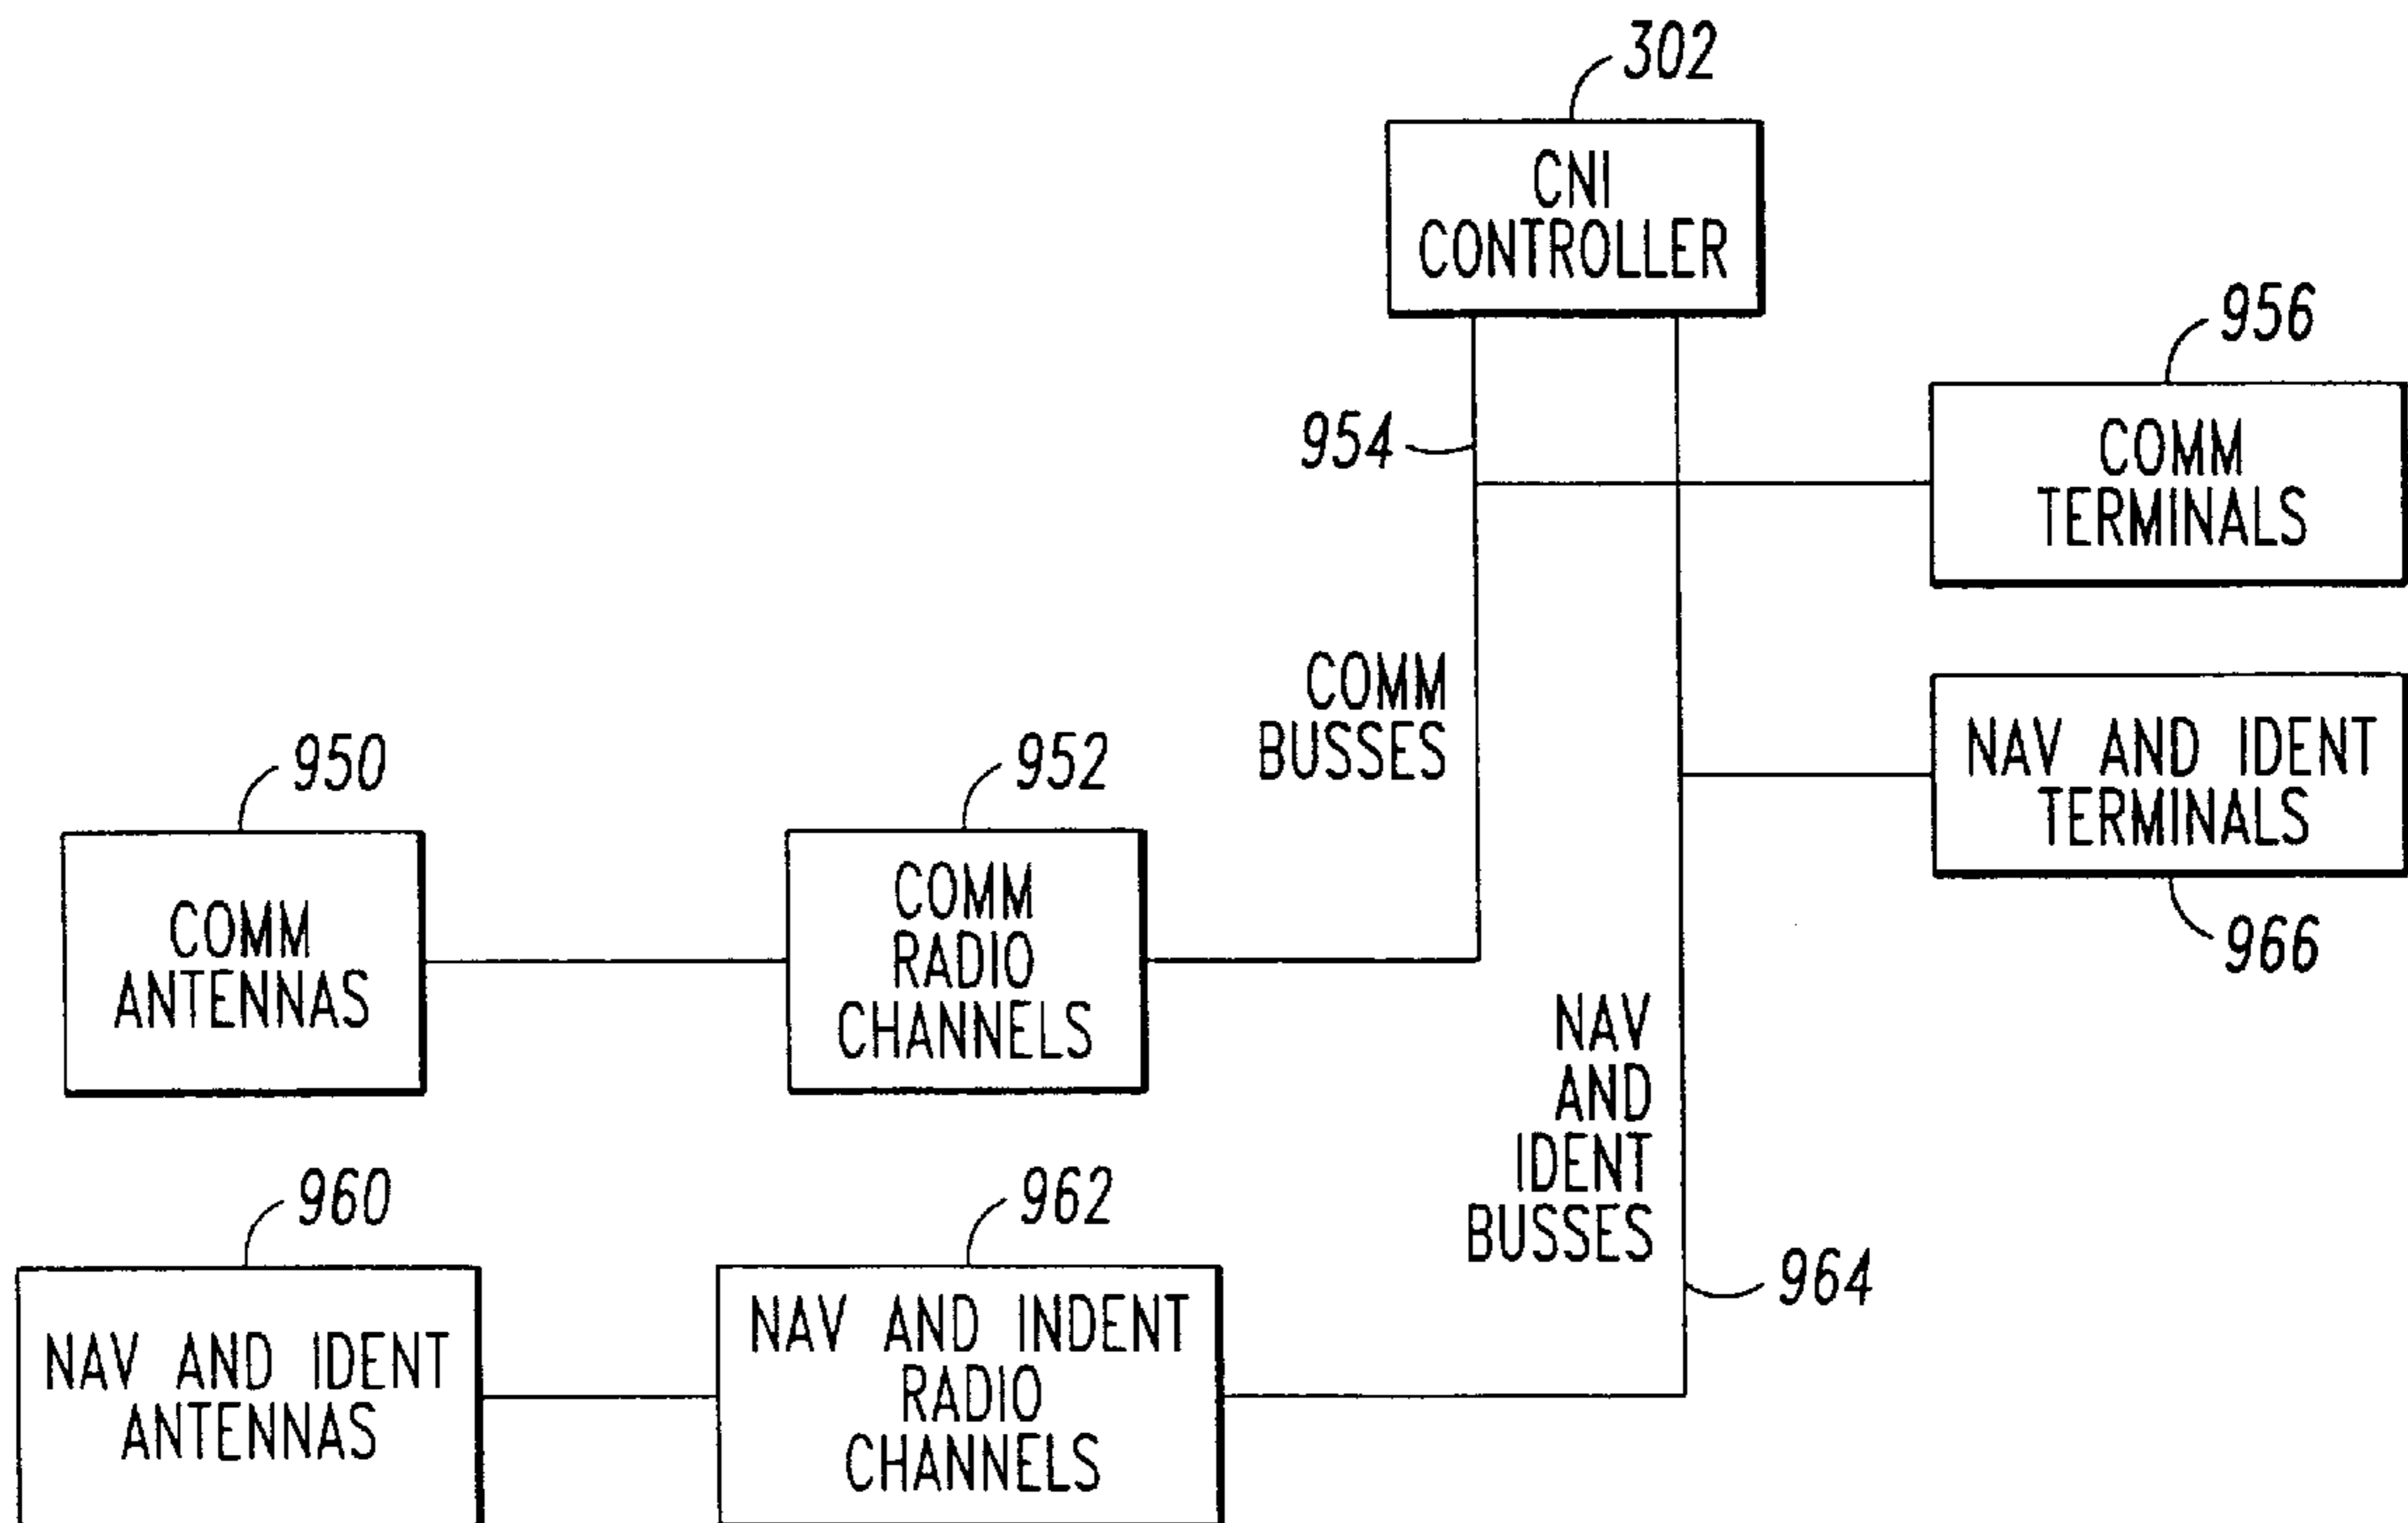 302
CNI
CONTROLLER
956
954
COMM
TERMINALS
COMM
BUSSES
NAV AND IDENT
TERMINALS
966
950
952
COMM
ANTENNAS
COMM
RADIO
CHANNELS
NAV
AND
IDENT
BUSSES
964
960
962
NAV AND IDENT
ANTENNAS
NAV AND INDENT
RADIO
CHANNELS